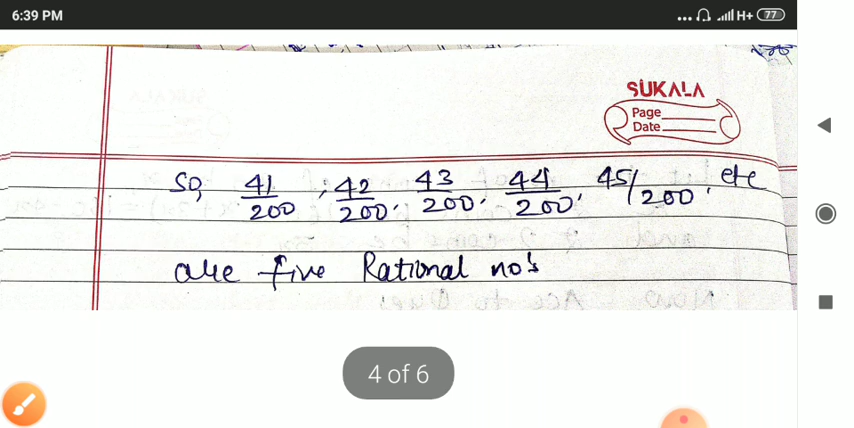 6:39 PM
H+ 77
SUKALA
Page
Date
So, 41/200, 42/200, 43/200, 44/200, 45/200, etc
are five Rational no's
4 of 6